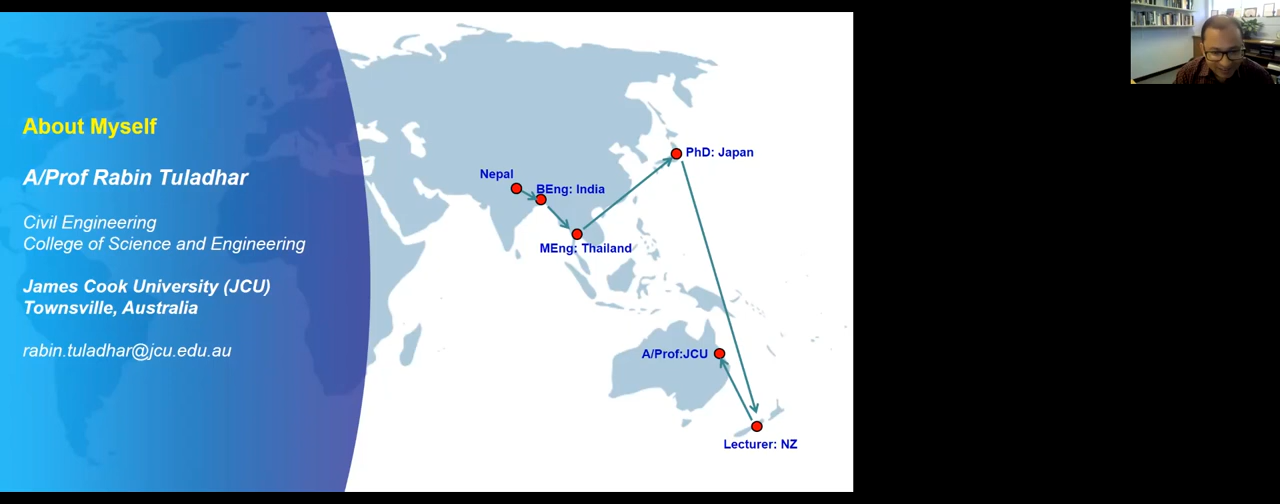 About Myself
A/Prof Rabin Tuladhar
Civil Engineering
College of Science and Engineering
James Cook University (JCU)
Townsville, Australia
rabin.tuladhar@jcu.edu.au
Nepal
BEng: India
MEng: Thailand
PhD: Japan
A/Prof:JCU
Lecturer: NZ